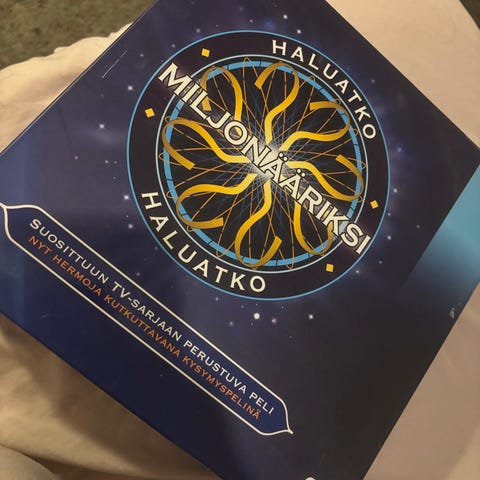 HALUATKO
MILJONÄÄRIKSI
HALUATKO
SUOSITTUUN TV-SARJAAN PERUSTUVA PELI
NYT HERMOJA KUTKUTTAVANA KYSYMYSPELINÄ